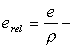 e_rel = e/ρ −